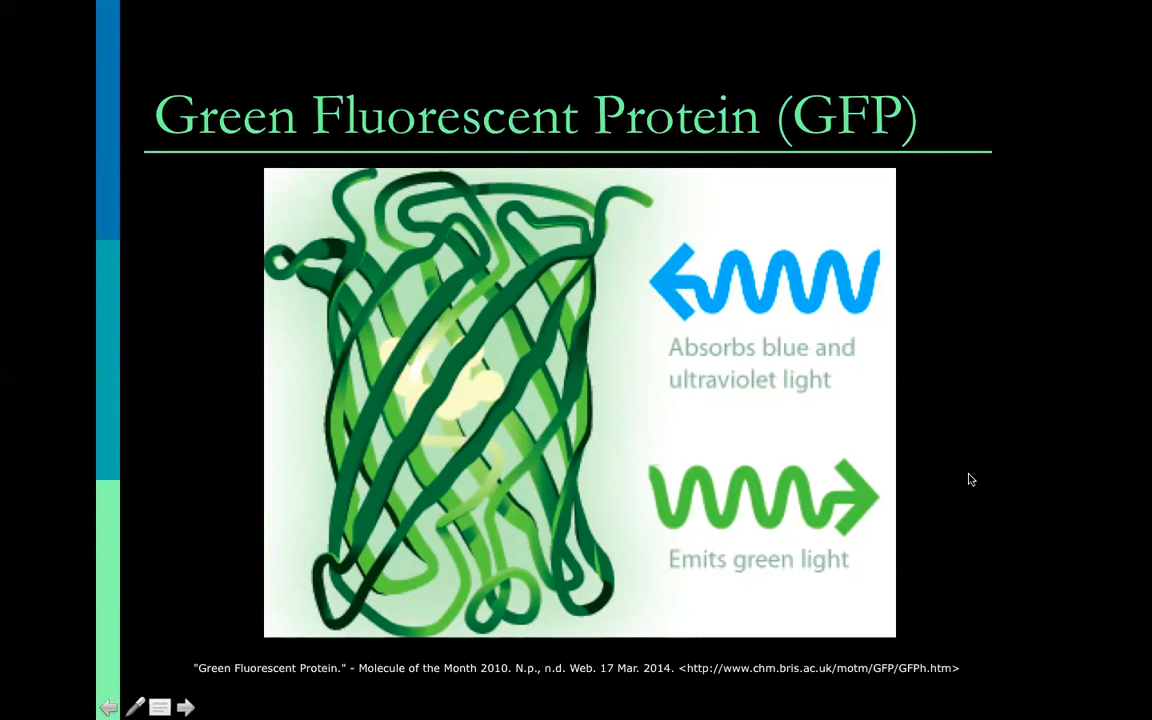 Green Fluorescent Protein (GFP)
Absorbs blue and
ultraviolet light
Emits green light
"Green Fluorescent Protein." - Molecule of the Month 2010. N.p., n.d. Web. 17 Mar. 2014. <http://www.chm.bris.ac.uk/motm/GFP/GFPh.htm>